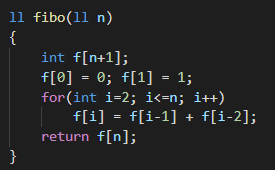 ll fibo(ll n)
{
    int f[n+1];
    f[0] = 0; f[1] = 1;
    for(int i=2; i<=n; i++)
        f[i] = f[i-1] + f[i-2];
    return f[n];
}